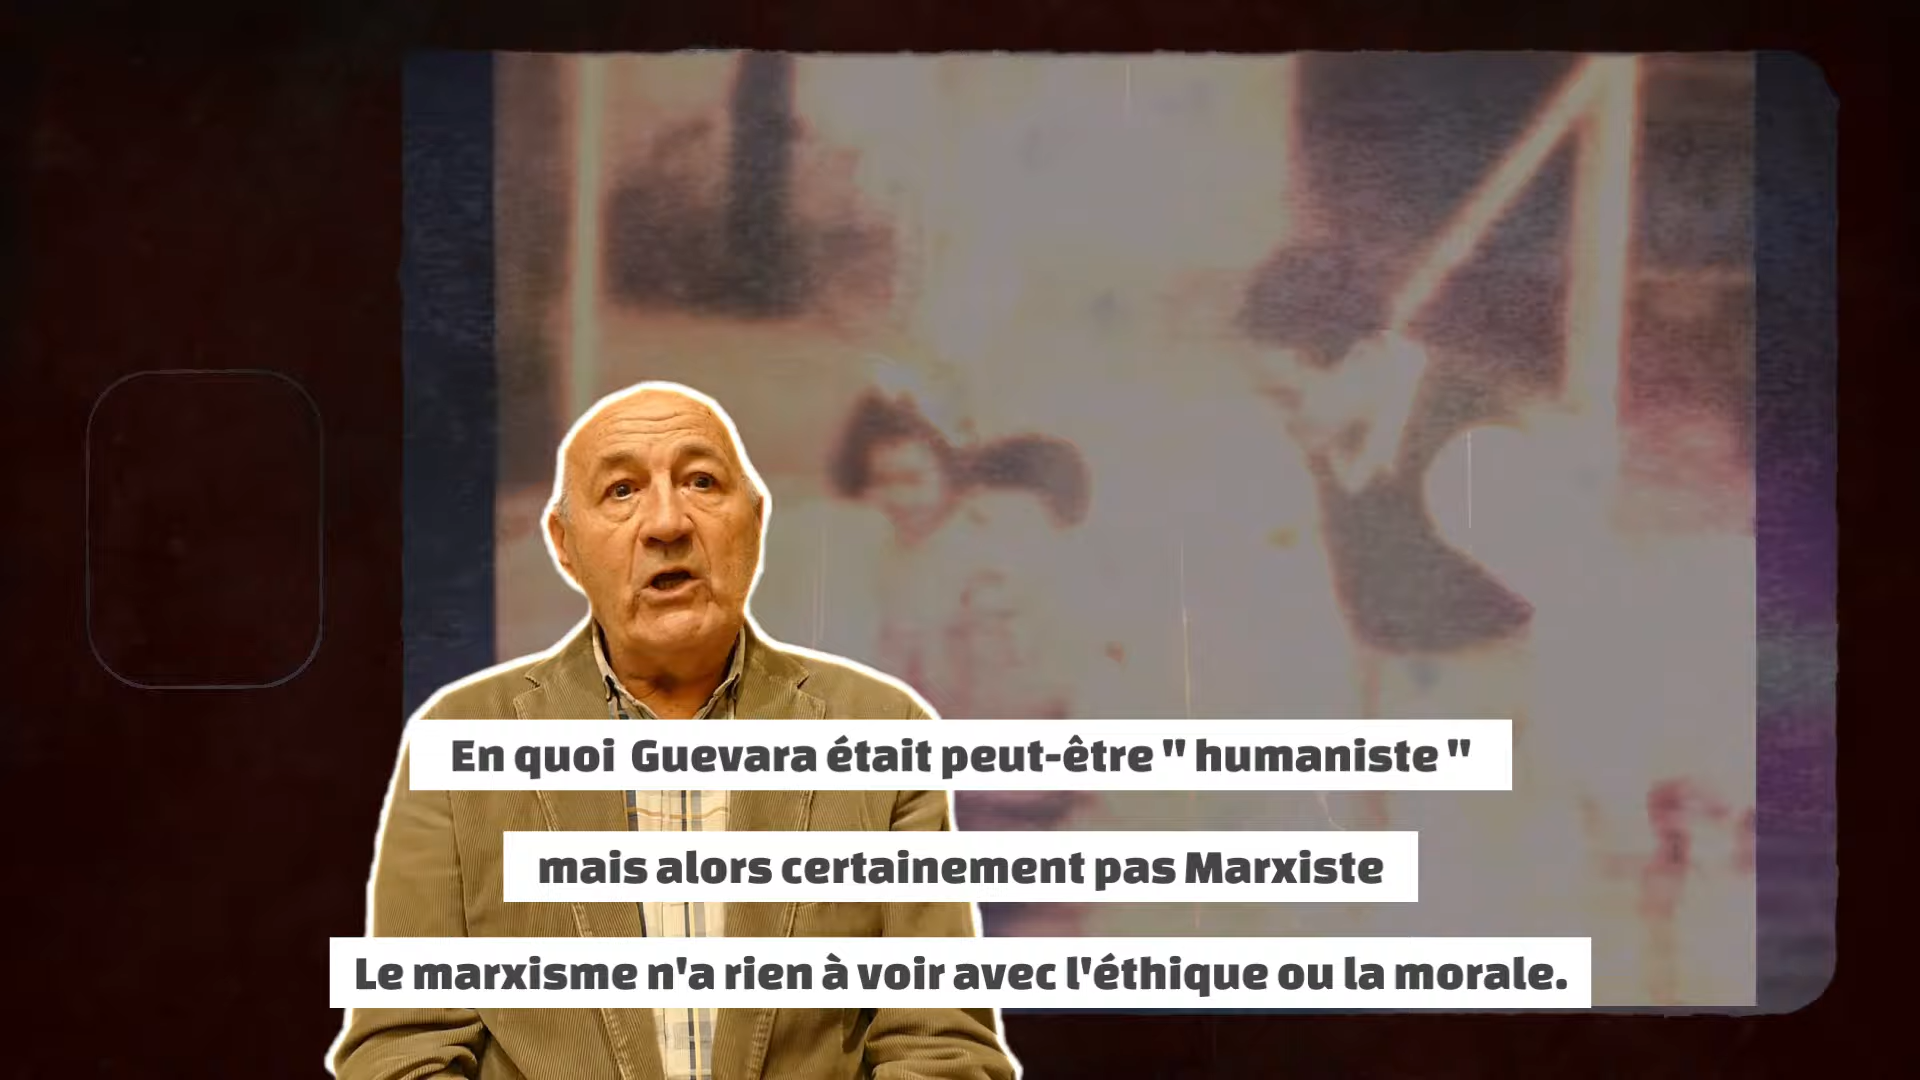 En quoi Guevara était peut-être " humaniste "
mais alors certainement pas Marxiste
Le marxisme n'a rien à voir avec l'éthique ou la morale.